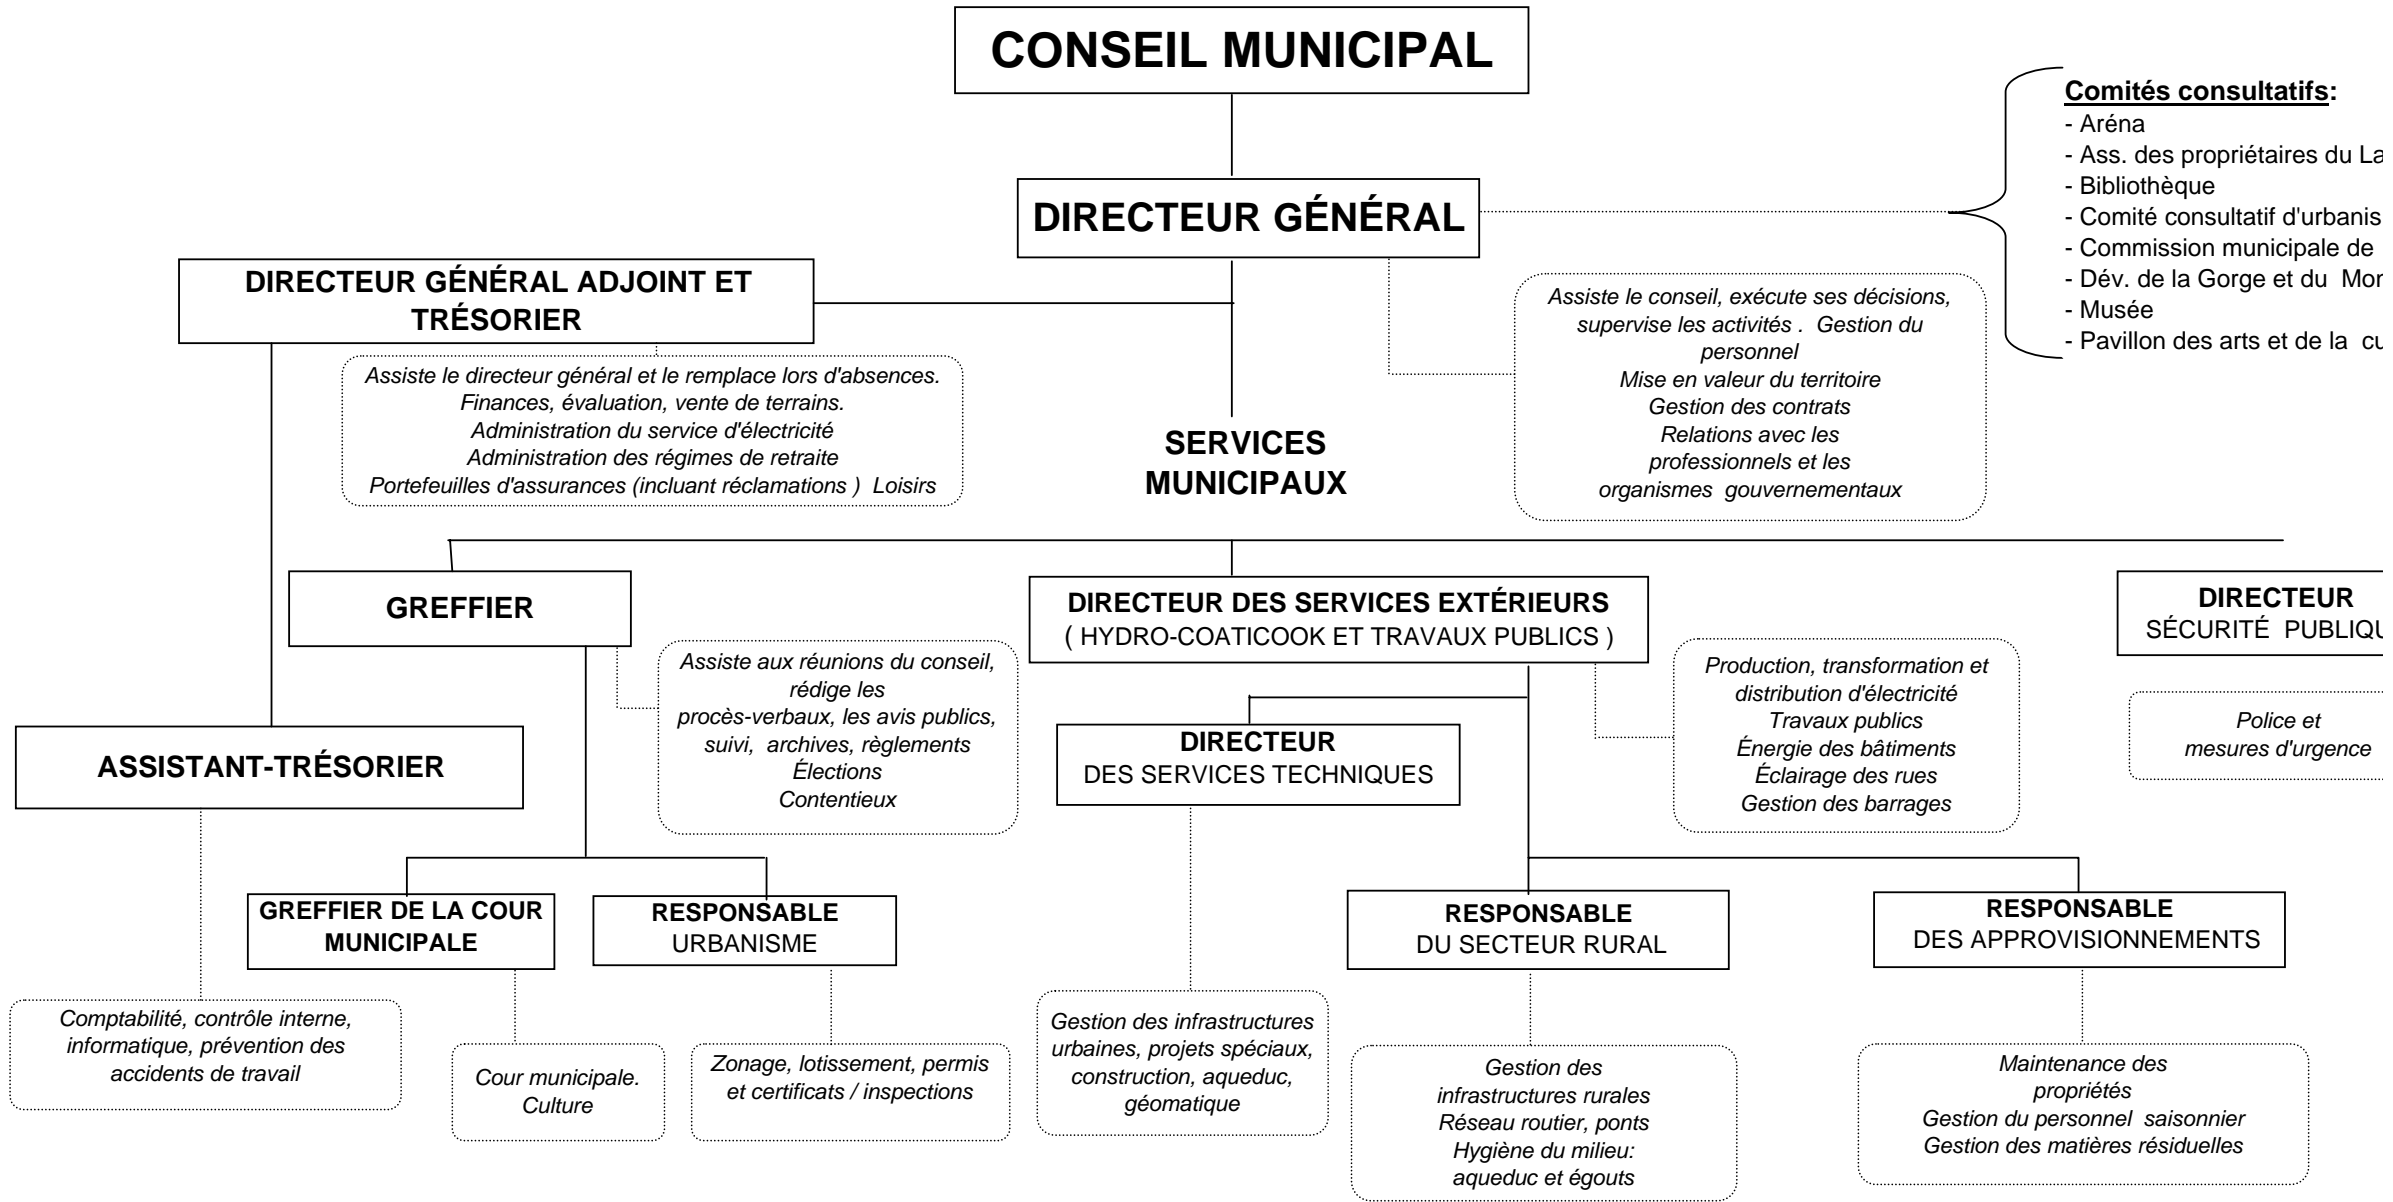 CONSEIL MUNICIPAL
Comités consultatifs:
- Aréna
- Ass. des propriétaires du
- Bibliothèque
- Comité consultatif
- Commission municipale de
- Dév. de la Gorge et du
- Musée
- Pavillon des arts et de la
DIRECTEUR GÉNÉRAL
Assiste le conseil, exécute ses décisions,
supervise les activités . Gestion du
personnel
Mise en valeur du territoire
Gestion des contrats
Relations avec les
professionnels et les
organismes gouvernementaux
DIRECTEUR GÉNÉRAL ADJOINT ET
TRÉSORIER
Assiste le directeur général et le remplace lors d'absences.
Finances, évaluation, vente de terrains.
Administration du service d'électricité
Administration des régimes de retraite
Portefeuilles d'assurances (incluant réclamations ) Loisirs
SERVICES
MUNICIPAUX
GREFFIER
Assiste aux réunions du conseil,
rédige les
procès-verbaux, les avis publics,
suivi, archives, règlements
Élections
Contentieux
DIRECTEUR DES SERVICES EXTÉRIEURS
( HYDRO-COATICOOK ET TRAVAUX PUBLICS )
Production, transformation et
distribution d'électricité
Travaux publics
Énergie des bâtiments
Éclairage des rues
Gestion des barrages
DIRECTEUR
SÉCURITÉ
Police et
mesures d'urgence
ASSISTANT-TRÉSORIER
DIRECTEUR
DES SERVICES TECHNIQUES
GREFFIER DE LA COUR
MUNICIPALE
RESPONSABLE
URBANISME
RESPONSABLE
DU SECTEUR RURAL
RESPONSABLE
DES APPROVISIONNEMENTS
Comptabilité, contrôle interne,
informatique, prévention des
accidents de travail
Cour municipale.
Culture
Zonage, lotissement, permis
et certificats / inspections
Gestion des infrastructures
urbaines, projets spéciaux,
construction, aqueduc,
géomatique
Gestion des
infrastructures rurales
Réseau routier, ponts
Hygiène du milieu:
aqueduc et égouts
Maintenance des
propriétés
Gestion du personnel saisonnier
Gestion des matières résiduelles